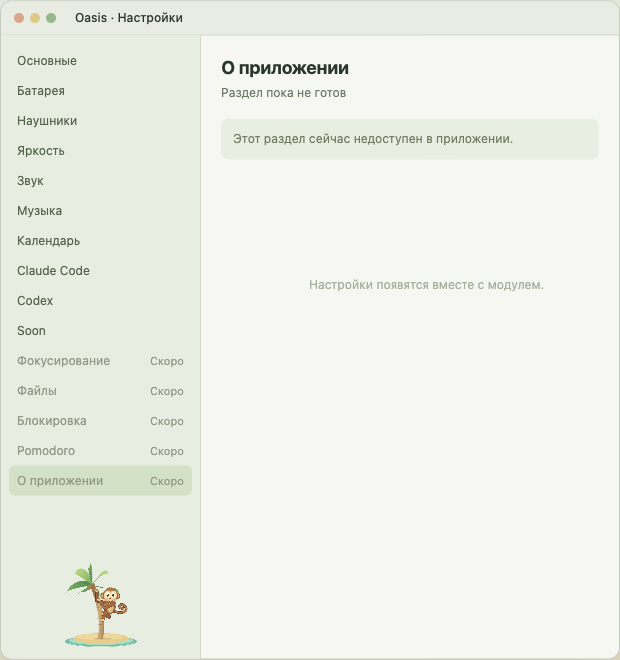 Oasis · Настройки
Основные
Батарея
Наушники
Яркость
Звук
Музыка
Календарь
Claude Code
Codex
Soon
Фокусирование Скоро
Файлы Скоро
Блокировка Скоро
Pomodoro Скоро
О приложении Скоро
О приложении
Раздел пока не готов
Этот раздел сейчас недоступен в приложении.
Настройки появятся вместе с модулем.